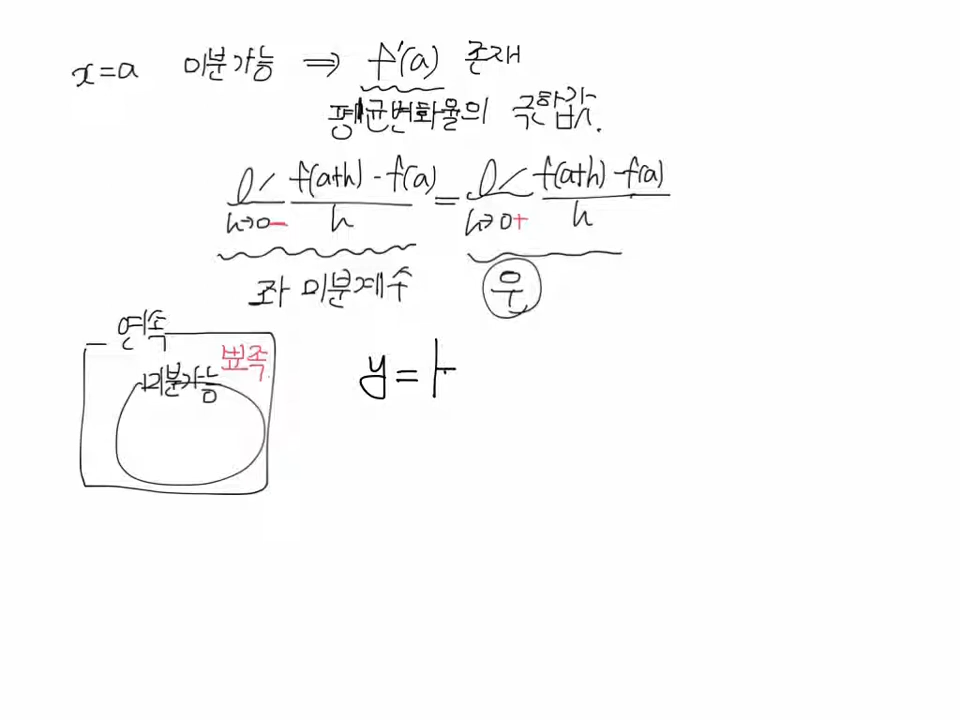 x=a 미분가능 ⇒ f'(a) 존재
평균변화율의 극한값.
lim h→0- f(a+h)-f(a) / h = lim h→0+ f(a+h)-f(a) / h
좌 미분계수 우
연속
뾰족
미분가능
y=